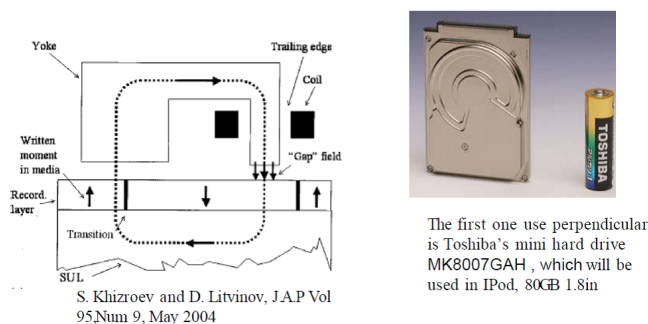 Yoke
Trailing edge
Coil
Written
moment
in media
"Gap" field
Record.
layer
Transition
SUL
S. Khizroev and D. Litvinov, J.A.P Vol
95,Num 9, May 2004
TOSHIBA
The first one use perpendicular
is Toshiba's mini hard drive
MK8007GAH , which will be
used in IPod, 80GB 1.8in